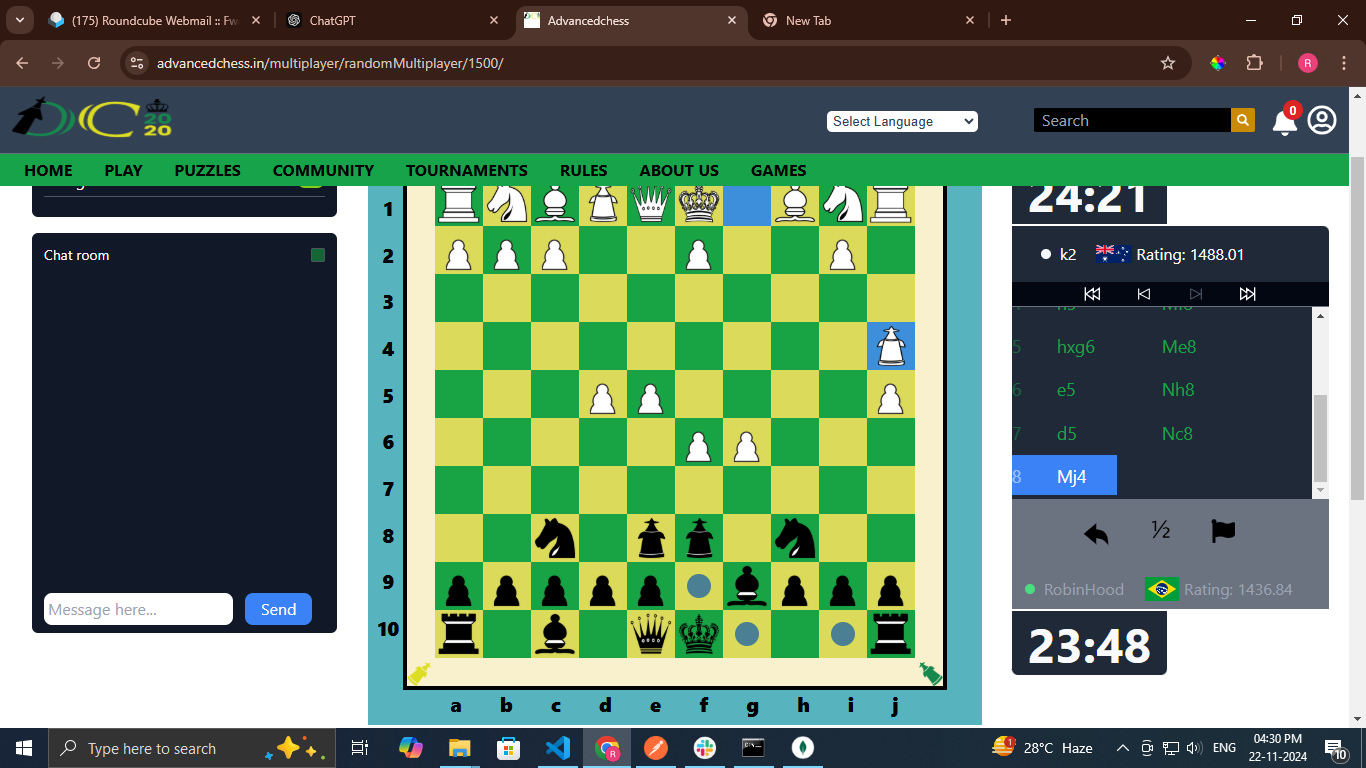 (175) Roundcube Webmail :: Fw
ChatGPT
Advancedchess
New Tab
advancedchess.in/multiplayer/randomMultiplayer/1500/
R
2020
Select Language
Search
0
HOME
PLAY
PUZZLES
COMMUNITY
TOURNAMENTS
RULES
ABOUT US
GAMES
Chat room
Message here...
Send
1
2
3
4
5
6
7
8
9
10
a b c d e f g h i j
24:21
k2 Rating: 1488.01
5 hxg6 Me8
6 e5 Nh8
7 d5 Nc8
8 Mj4
½
RobinHood Rating: 1436.84
23:48
Type here to search
28°C Haze
ENG
04:30 PM
22-11-2024
10